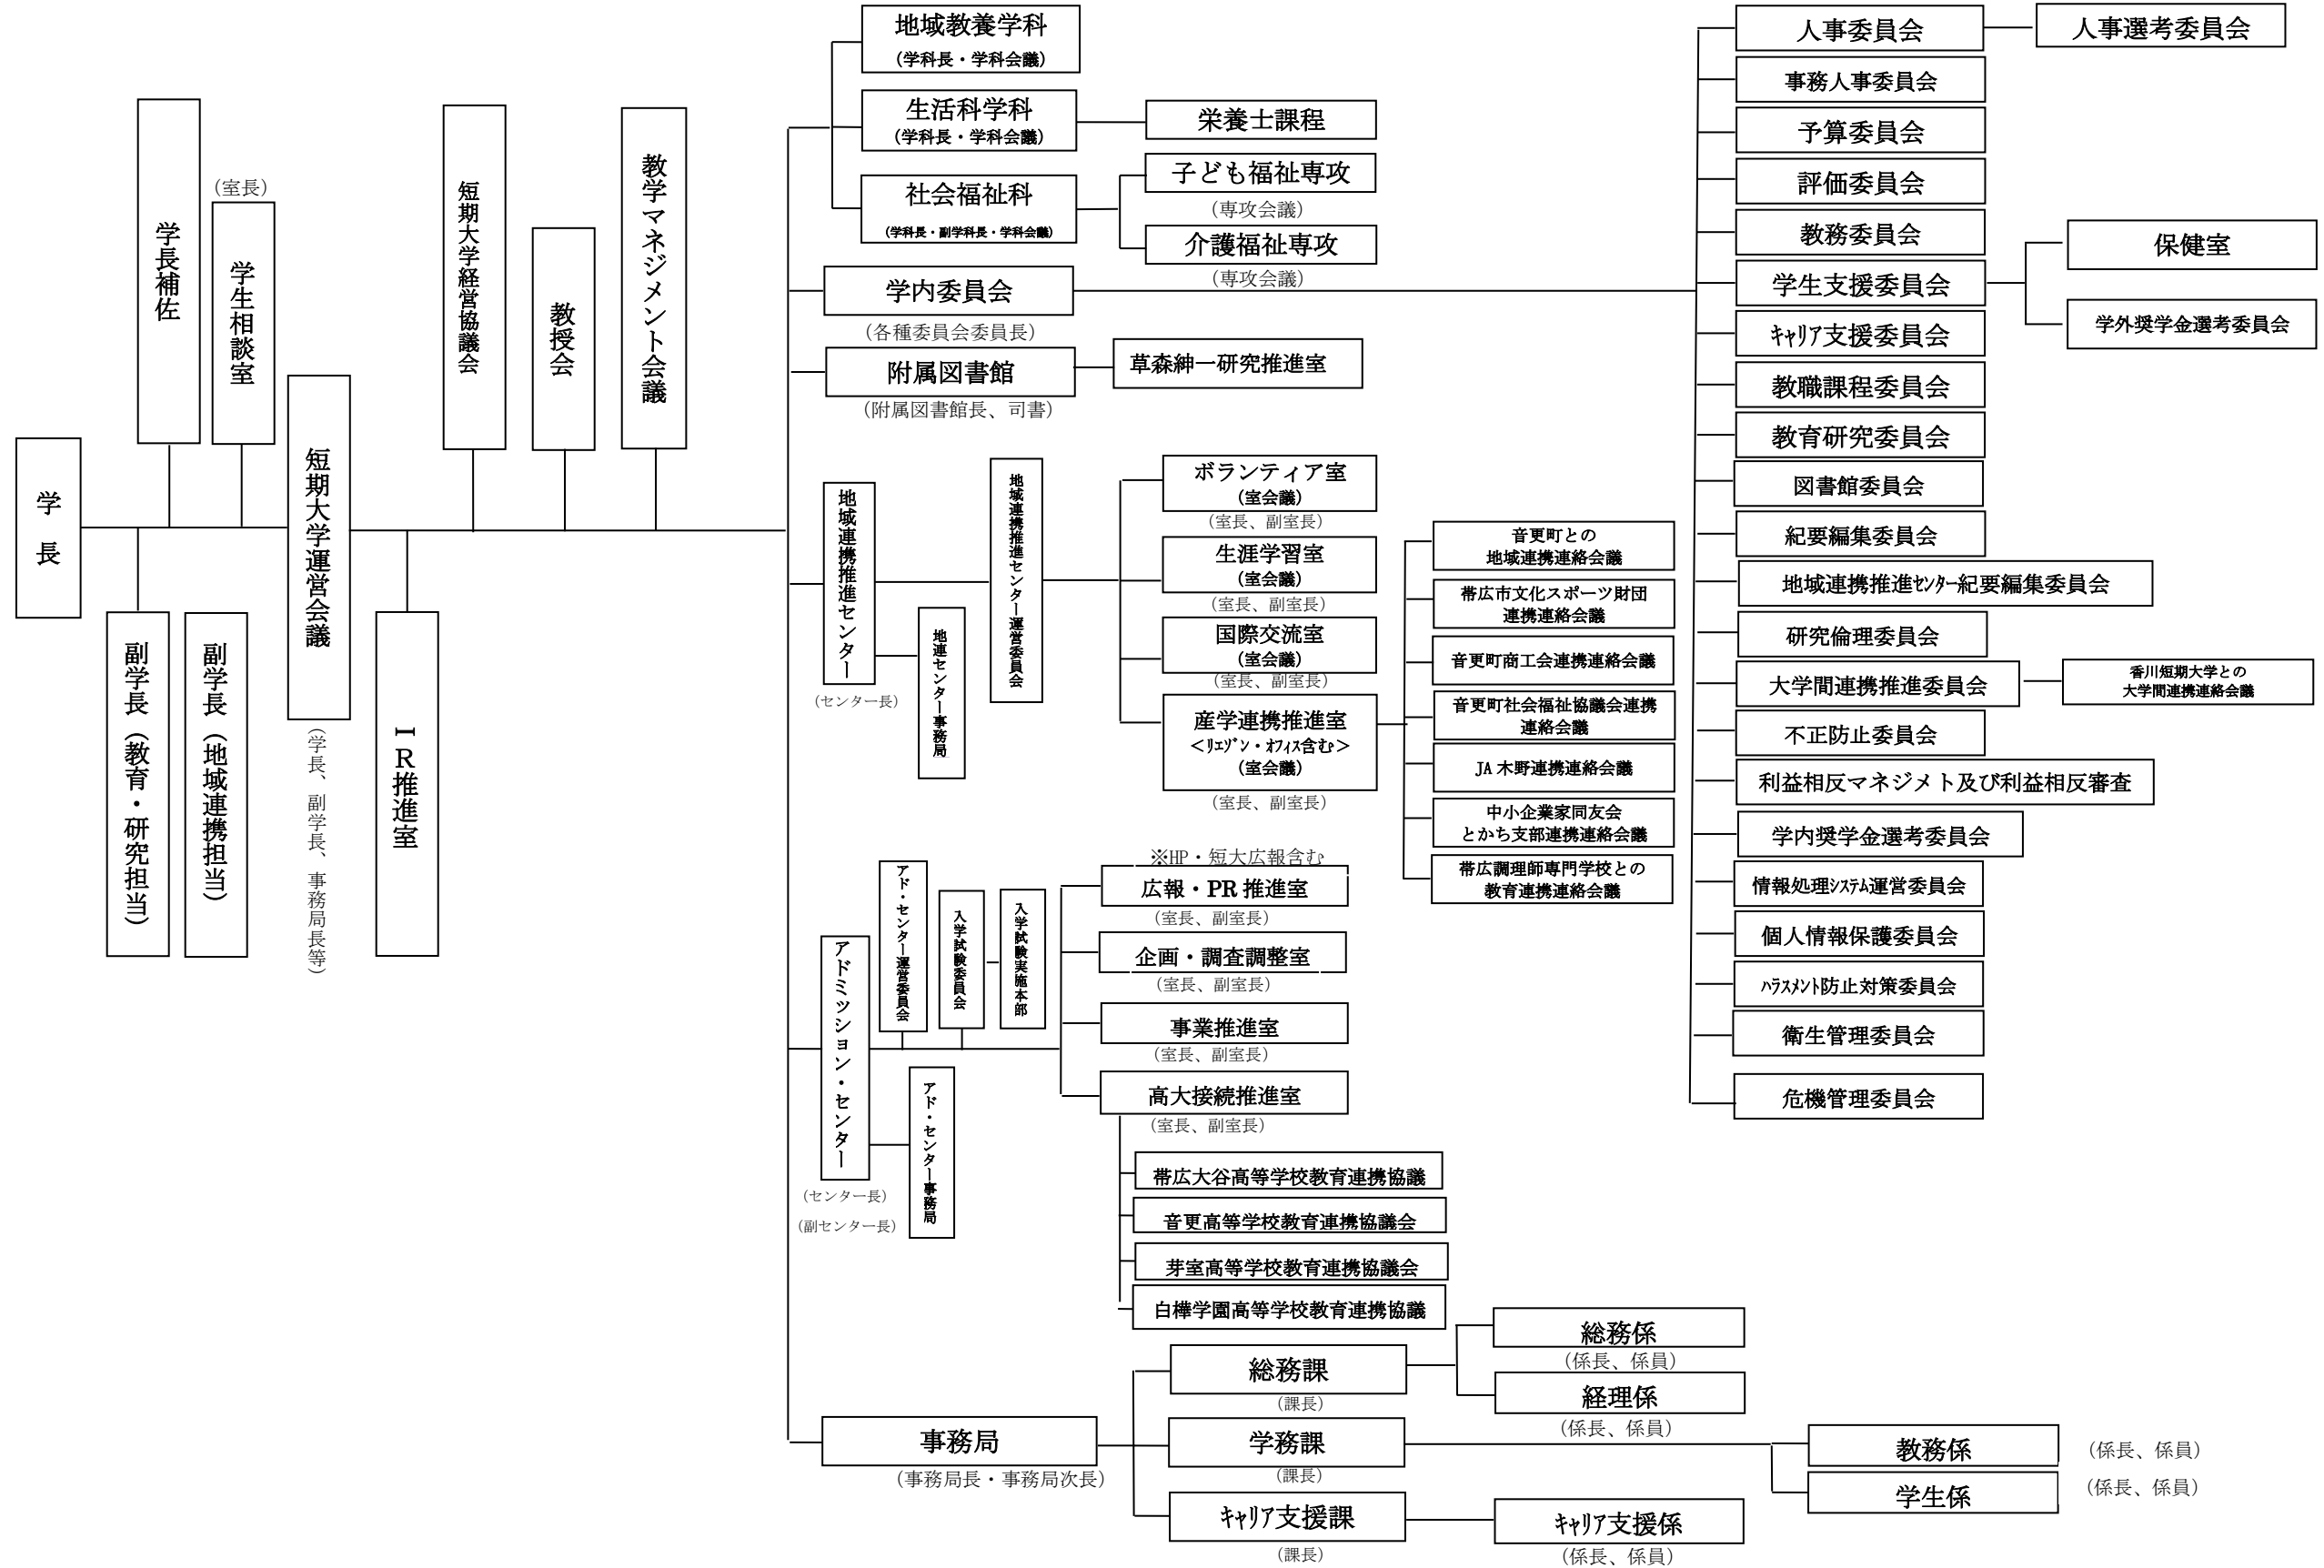 学長
学長補佐
(室長)
学生相談室
副学長(教育・研究担当)
副学長(地域連携担当)
短期大学運営会議
(学長、副学長、事務局長等)
IR推進室
短期大学経営協議会
教授会
教学マネジメント会議
地域教養学科
(学科長・学科会議)
生活科学科
(学科長・学科会議)
栄養士課程
社会福祉科
(学科長・副学科長・学科会議)
子ども福祉専攻
(専攻会議)
介護福祉専攻
(専攻会議)
学内委員会
(各種委員会委員長)
附属図書館
(附属図書館長、司書)
草森紳一研究推進室
地域連携推進センター
(センター長)
地連センター事務局
地域連携推進センター運営委員会
ボランティア室
(室会議)
(室長、副室長)
生涯学習室
(室会議)
(室長、副室長)
国際交流室
(室会議)
(室長、副室長)
産学連携推進室
<リエゾン・オフィス含む>
(室会議)
(室長、副室長)
音更町との
地域連携連絡会議
帯広市文化スポーツ財団
連携連絡会議
音更町商工会連携連絡会議
音更町社会福祉協議会連携
連絡会議
JA 木野連携連絡会議
中小企業家同友会
とかち支部連携連絡会議
帯広調理師専門学校との
教育連携連絡会議
アドミッション・センター
(センター長)
(副センター長)
アド・センター運営委員会
入学試験委員会
入学試験実施本部
アド・センター事務局
※HP・短大広報含む
広報・PR 推進室
(室長、副室長)
企画・調査調整室
(室長、副室長)
事業推進室
(室長、副室長)
高大接続推進室
(室長、副室長)
帯広大谷高等学校教育連携協議
音更高等学校教育連携協議会
芽室高等学校教育連携協議会
白樺学園高等学校教育連携協議
事務局
(事務局長・事務局次長)
総務課
(課長)
総務係
(係長、係員)
経理係
(係長、係員)
学務課
(課長)
教務係
(係長、係員)
学生係
(係長、係員)
キャリア支援課
(課長)
キャリア支援係
(係長、係員)
人事委員会
人事選考委員会
事務人事委員会
予算委員会
評価委員会
教務委員会
学生支援委員会
保健室
学外奨学金選考委員会
キャリア支援委員会
教職課程委員会
教育研究委員会
図書館委員会
紀要編集委員会
地域連携推進センター紀要編集委員会
研究倫理委員会
大学間連携推進委員会
香川短期大学との
大学間連携連絡会議
不正防止委員会
利益相反マネジメト及び利益相反審査
学内奨学金選考委員会
情報処理システム運営委員会
個人情報保護委員会
ハラスメント防止対策委員会
衛生管理委員会
危機管理委員会